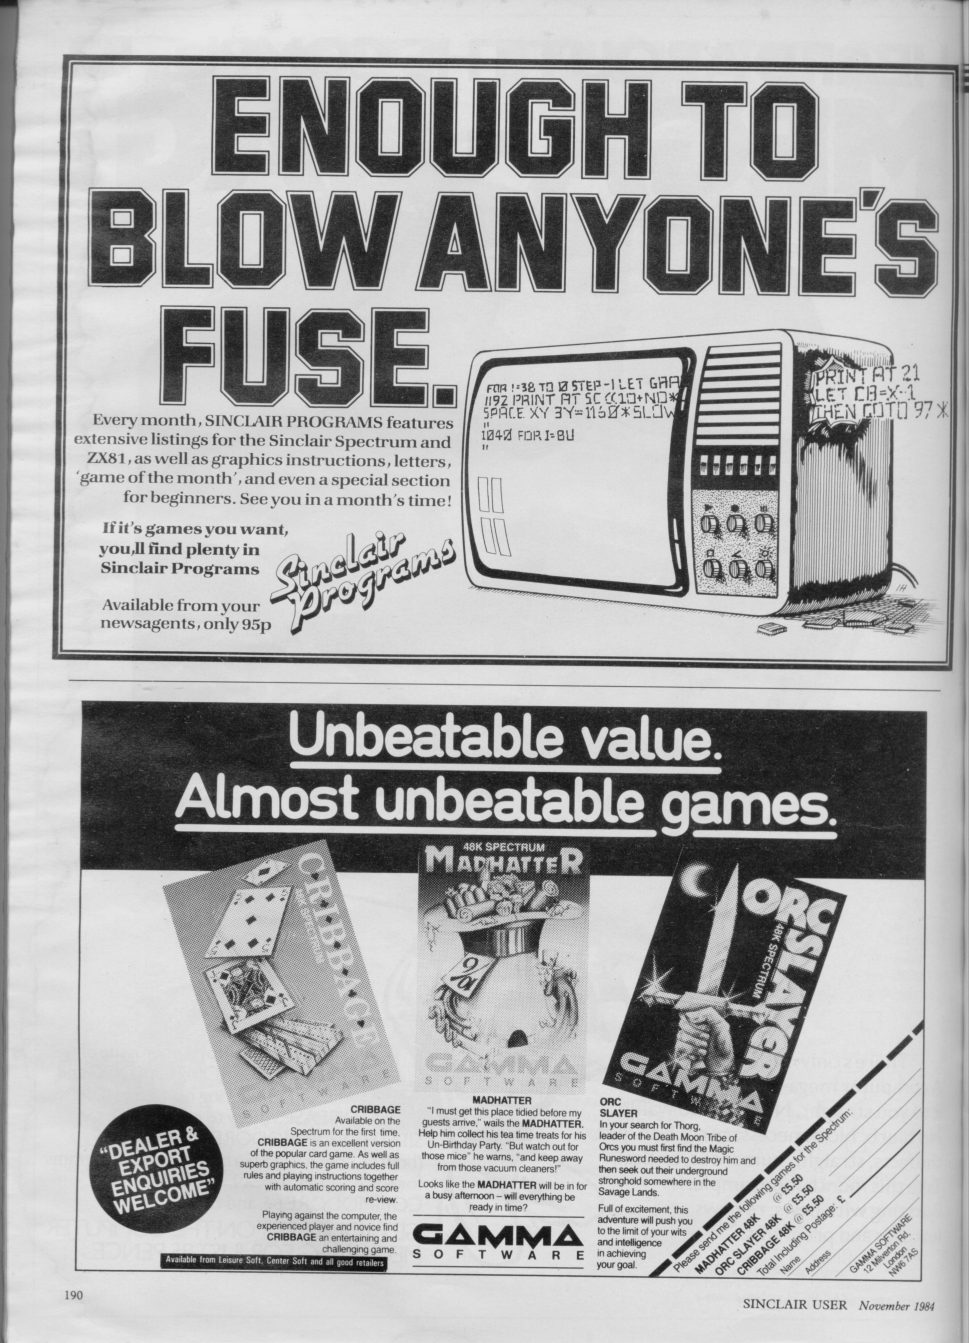 ENOUGH TO
BLOW ANYONE'S
FUSE.
Every month, SINCLAIR PROGRAMS features
extensive listings for the Sinclair Spectrum and
ZX81, as well as graphics instructions, letters,
'game of the month', and even a special section
for beginners. See you in a month's time!
If it's games you want,
you,ll find plenty in
Sinclair Programs
Available from your
newsagents, only 95p
Sinclair
Programs
FOR !=38 TO 0 STEP-1 LET GAA
1192 PRINT AT SC CC10+NO*
SPACE XY 3Y=1160*SLOW
"
1040 FOR I=BU
"
PRINT AT 21
LET CB=X-1
THEN GOTO 97 X
IH
Unbeatable value.
Almost unbeatable games.
CRIBBAGE
48K SPECTRUM
GAMMA
SOFTWARE
48K SPECTRUM
MADHATTER
9/6
GAMMA
SOFTWARE
ORC
SLAYER
48K SPECTRUM
GAMMA
SOFTWARE
"DEALER &
EXPORT
ENQUIRIES
WELCOME"
CRIBBAGE
Available on the
Spectrum for the first time,
CRIBBAGE is an excellent version
of the popular card game. As well as
superb graphics, the game includes full
rules and playing instructions together
with automatic scoring and score
re-view.
Playing against the computer, the
experienced player and novice find
CRIBBAGE an entertaining and
challenging game.
Available from Leisure Soft, Center Soft and all good retailers
MADHATTER
"I must get this place tidied before my
guests arrive," wails the MADHATTER.
Help him collect his tea time treats for his
Un-Birthday Party. "But watch out for
those mice" he warns, "and keep away
from those vacuum cleaners!"
Looks like the MADHATTER will be in for
a busy afternoon – will everything be
ready in time?
GAMMA
SOFTWARE
ORC
SLAYER
In your search for Thorg,
leader of the Death Moon Tribe of
Orcs you must first find the Magic
Runesword needed to destroy him and
then seek out their underground
stronghold somewhere in the
Savage Lands.
Full of excitement, this
adventure will push you
to the limit of your wits
and intelligence
in achieving
your goal.
Please send me the following games for the Spectrum:
MADHATTER 48K @ £5.50
ORC SLAYER 48K @ £5.50
CRIBBAGE 48K @ £5.50
Total Including Postage: £
Name
Address
GAMMA SOFTWARE
12 Milverton Rd.
London
NW6 7AS
190
SINCLAIR USER November 1984